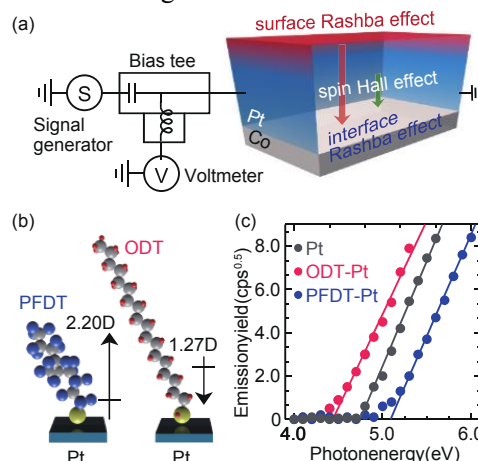 (a)
surface Rashba effect
Bias tee
S
spin Hall effect
Signal
generator
Pt
Co
interface
Rashba effect
V
Voltmeter
(b)
ODT
PFDT
2.20D
1.27D
Pt
Pt
(c)
Pt
ODT-Pt
PFDT-Pt
Emissionyield(cps0.5)
8.0
6.0
4.0
2.0
0
4.0
5.0
6.0
Photonenergy(eV)